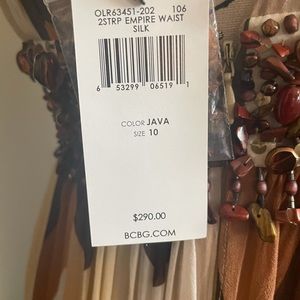 OLR63451-202 106
2STRP EMPIRE WAIST
SILK
6 53299 06519 1
COLOR JAVA
SIZE 10
$290.00
BCBG.COM